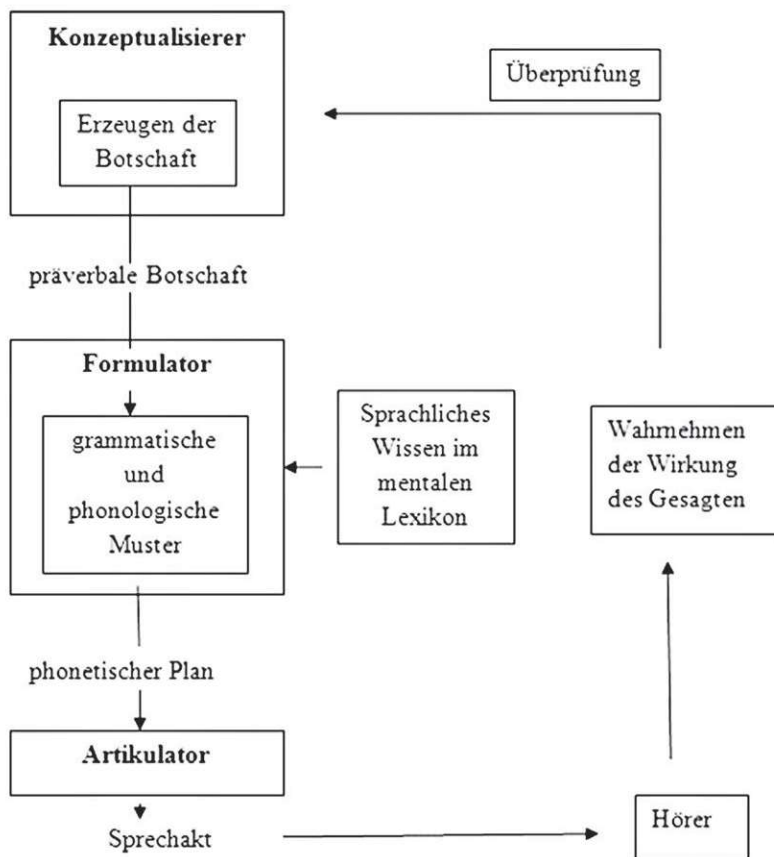 Konzeptualisierer
Überprüfung
Erzeugen der
Botschaft
präverbale Botschaft
Formulator
grammatische
und
phonologische
Muster
Sprachliches
Wissen im
mentalen
Lexikon
Wahrnehmen
der Wirkung
des Gesagten
phonetischer Plan
Artikulator
Sprechakt
Hörer